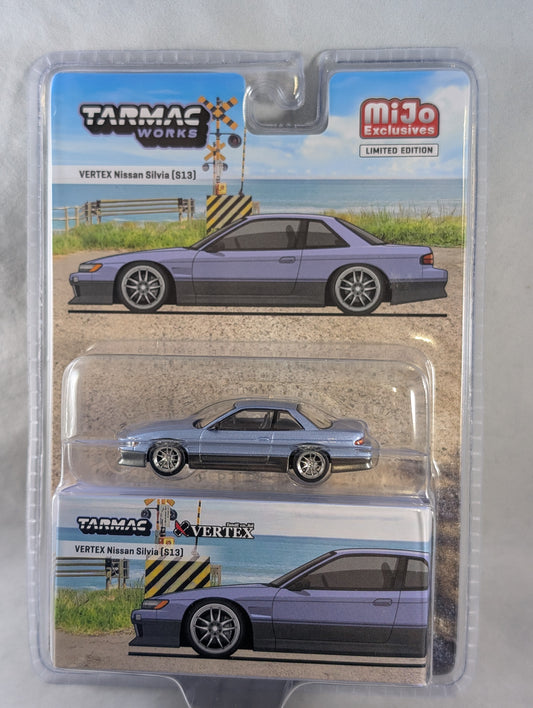 TARMAC
WORKS
MiJo
Exclusives
LIMITED EDITION
VERTEX Nissan Silvia [S13]
TARMAC VERTEX
VERTEX Nissan Silvia [S13]